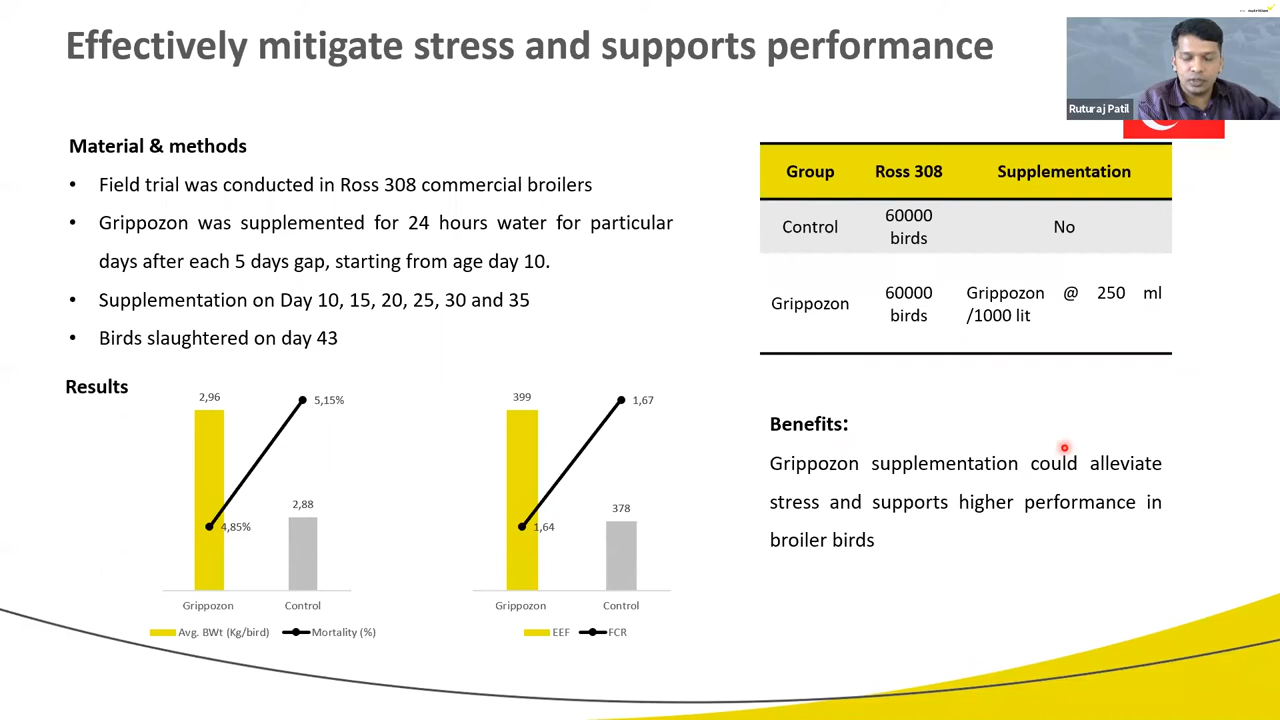 nutrition
Effectively mitigate stress and supports performance
Ruturaj Patil
Material & methods
• Field trial was conducted in Ross 308 commercial broilers
• Grippozon was supplemented for 24 hours water for particular
days after each 5 days gap, starting from age day 10.
• Supplementation on Day 10, 15, 20, 25, 30 and 35
• Birds slaughtered on day 43
Group Ross 308 Supplementation
Control 60000 birds No
Grippozon 60000 birds Grippozon @ 250 ml /1000 lit
Results
2,96
5,15%
2,88
4,85%
Grippozon Control
Avg. BWt (Kg/bird) Mortality (%)
399
1,67
378
1,64
Grippozon Control
EEF FCR
Benefits:
Grippozon supplementation could alleviate
stress and supports higher performance in
broiler birds